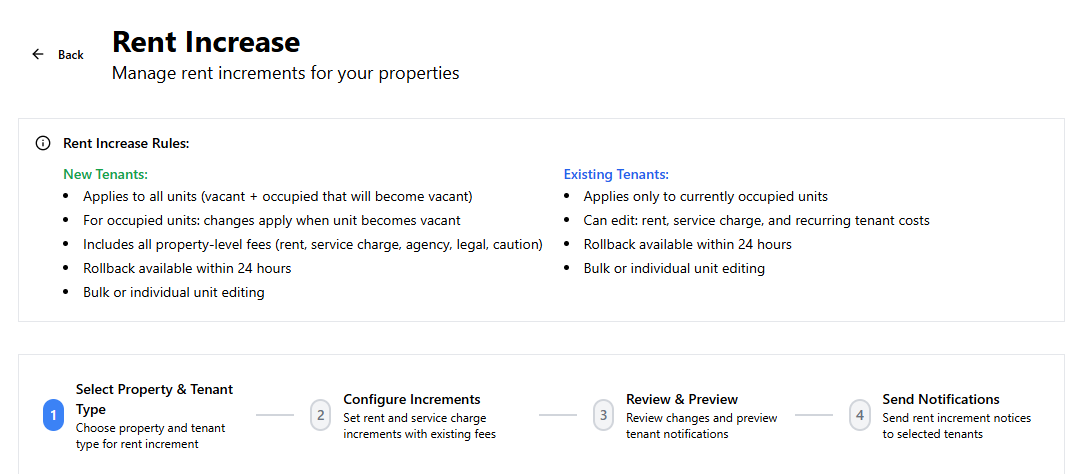 Back
Rent Increase
Manage rent increments for your properties
Rent Increase Rules:
New Tenants:
• Applies to all units (vacant + occupied that will become vacant)
• For occupied units: changes apply when unit becomes vacant
• Includes all property-level fees (rent, service charge, agency, legal, caution)
• Rollback available within 24 hours
• Bulk or individual unit editing
Existing Tenants:
• Applies only to currently occupied units
• Can edit: rent, service charge, and recurring tenant costs
• Rollback available within 24 hours
• Bulk or individual unit editing
1
Select Property & Tenant
Type
Choose property and tenant
type for rent increment
2
Configure Increments
Set rent and service charge
increments with existing fees
3
Review & Preview
Review changes and preview
tenant notifications
4
Send Notifications
Send rent increment notices
to selected tenants